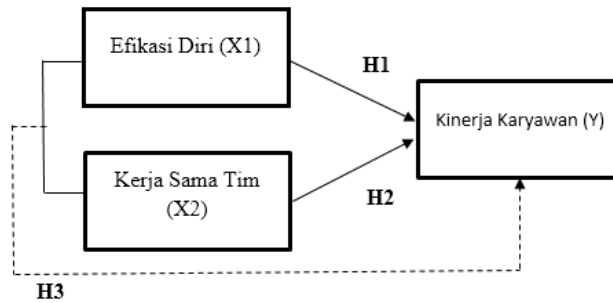 Efikasi Diri (X1)
H1
Kinerja Karyawan (Y)
Kerja Sama Tim
(X2)
H2
H3